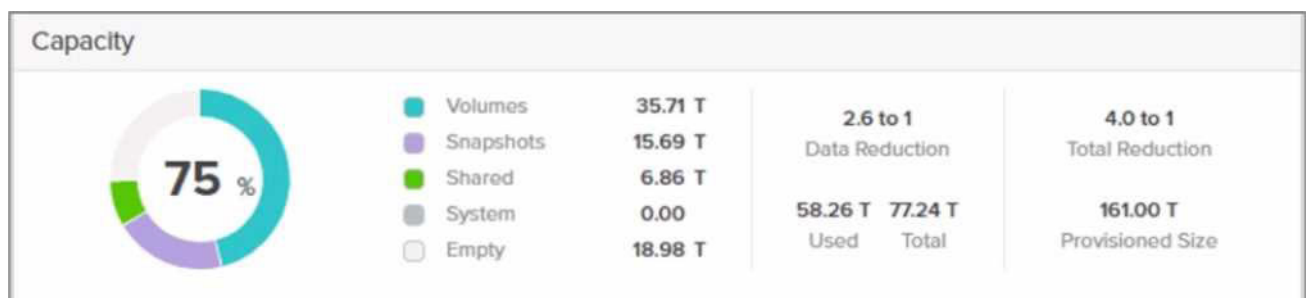 Capacity
75 %
Volumes 35.71 T
Snapshots 15.69 T
Shared 6.86 T
System 0.00
Empty 18.98 T
2.6 to 1
Data Reduction
58.26 T 77.24 T
Used Total
4.0 to 1
Total Reduction
161.00 T
Provisioned Size